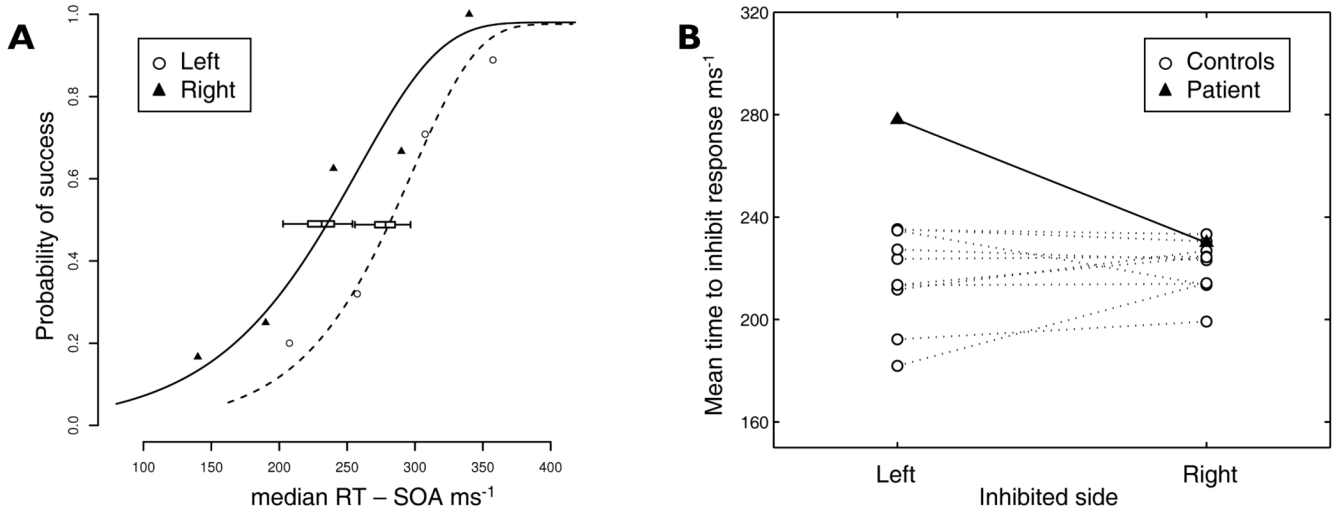 A
Left
Right
Probability of success
1.0
0.8
0.6
0.4
0.2
0.0
100 150 200 250 300 350 400
median RT – SOA ms⁻¹
B
Controls
Patient
Mean time to inhibit response ms⁻¹
320
280
240
200
160
Left Right
Inhibited side